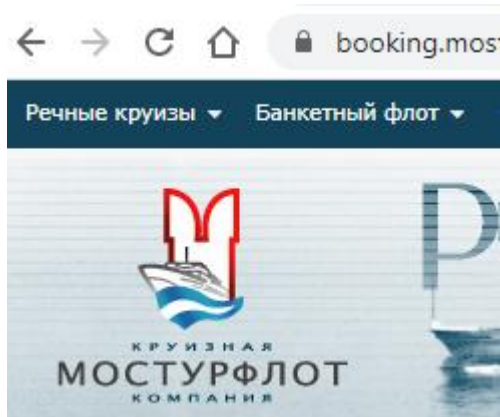 booking.most
Речные круизы Банкетный флот
КРУИЗНАЯ
МОСТУРФЛОТ
КОМПАНИЯ